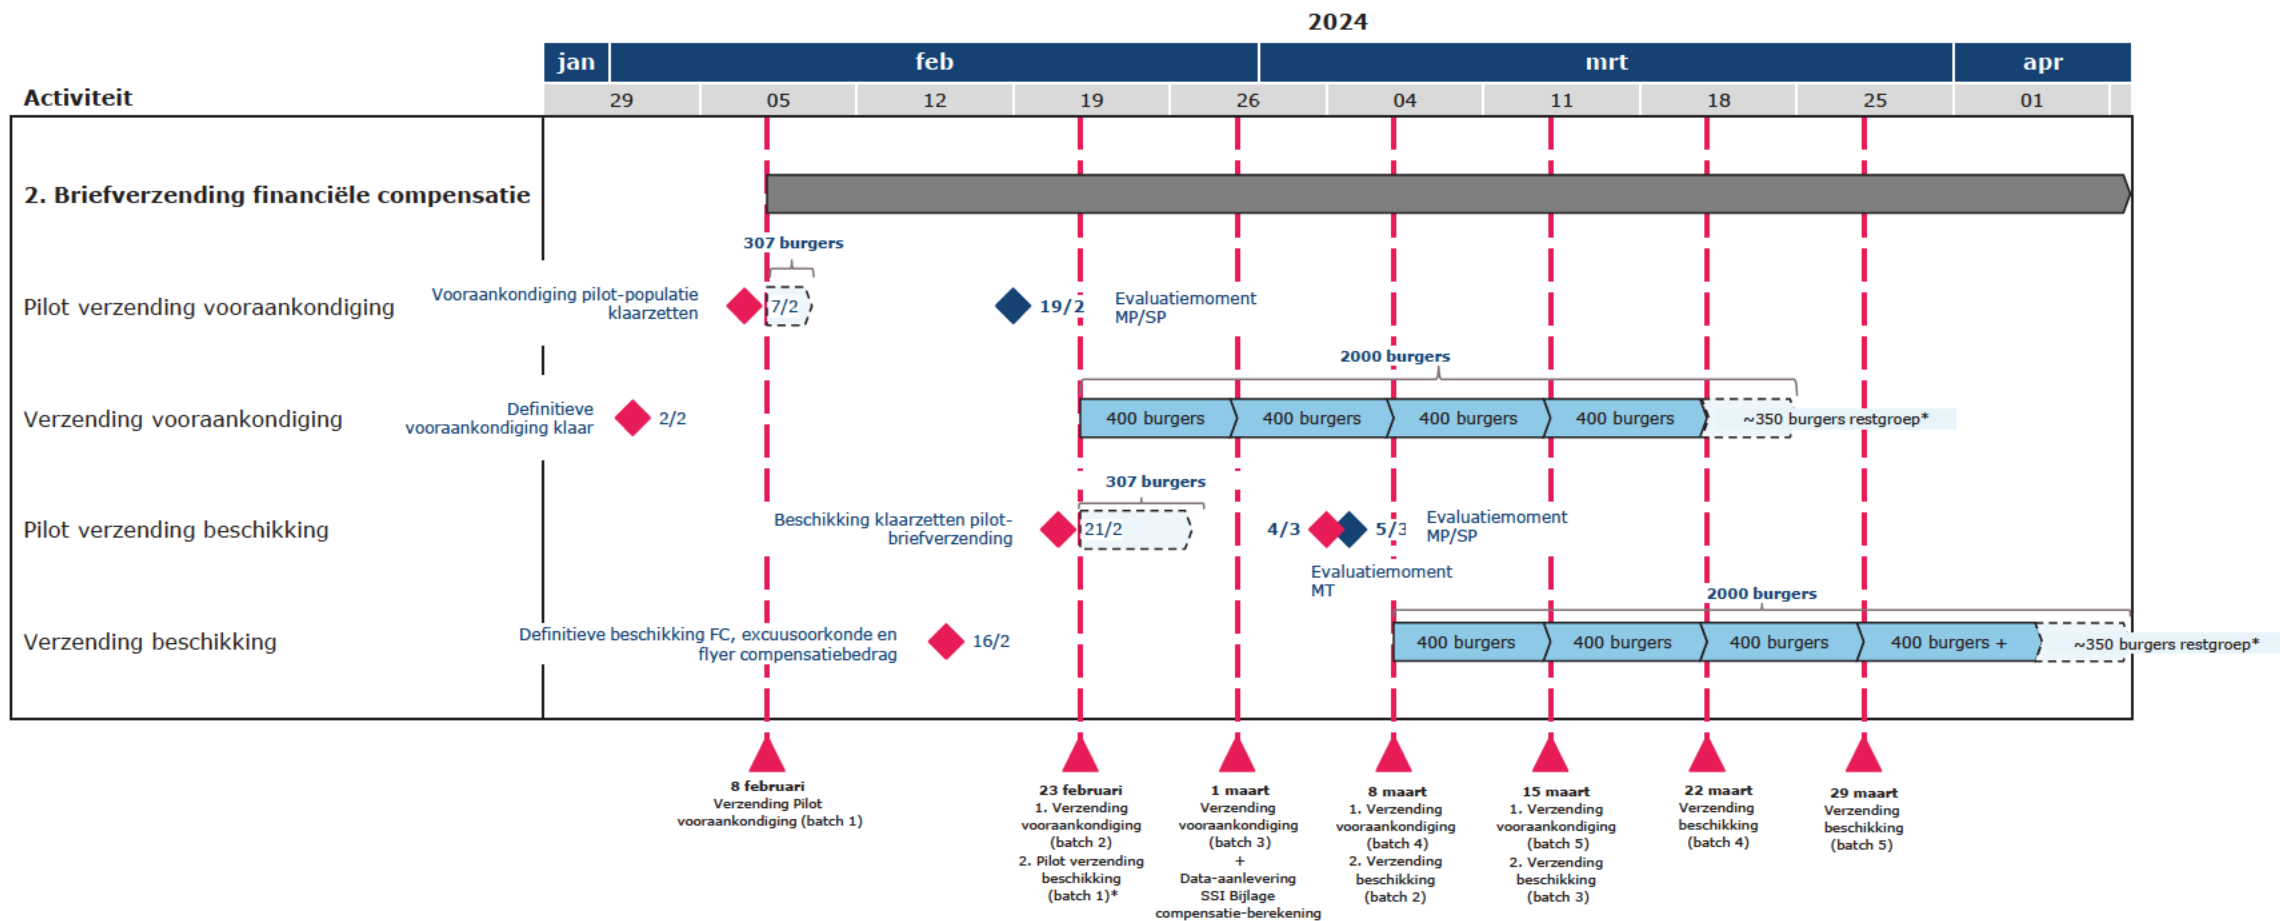 2024
jan feb mrt apr
Activiteit 29 05 12 19 26 04 11 18 25 01
2. Briefverzending financiële compensatie
307 burgers
Pilot verzending vooraankondiging
Vooraankondiging pilot-populatie
klaarzetten
7/2
19/2
Evaluatiemoment
MP/SP
2000 burgers
Verzending vooraankondiging
Definitieve
vooraankondiging klaar
2/2
400 burgers 400 burgers 400 burgers 400 burgers ~350 burgers restgroep*
307 burgers
Pilot verzending beschikking
Beschikking klaarzetten pilot-
briefverzending
21/2
4/3
5/3
Evaluatiemoment
MP/SP
Evaluatiemoment
MT
2000 burgers
Verzending beschikking
Definitieve beschikking FC, excuusoorkonde en
flyer compensatiebedrag
16/2
400 burgers 400 burgers 400 burgers 400 burgers + ~350 burgers restgroep*
8 februari
Verzending Pilot
vooraankondiging (batch 1)
23 februari
1. Verzending
vooraankondiging
(batch 2)
2. Pilot verzending
beschikking
(batch 1)*
1 maart
Verzending
vooraankondiging
(batch 3)
+
Data-aanlevering
SSI Bijlage
compensatie-berekening
8 maart
1. Verzending
vooraankondiging
(batch 4)
2. Verzending
beschikking
(batch 2)
15 maart
1. Verzending
vooraankondiging
(batch 5)
2. Verzending
beschikking
(batch 3)
22 maart
Verzending
beschikking
(batch 4)
29 maart
Verzending
beschikking
(batch 5)